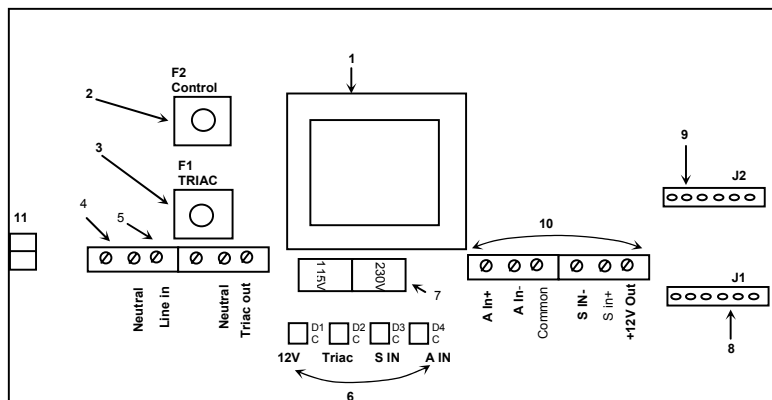 F2
Control
1
2
F1
TRIAC
3
4
5
11
115V
230V
7
Neutral
Line in
Neutral
Triac out
10
A In+
A In-
Common
S IN-
S in+
+12V Out
9
J2
J1
8
D1
C
D2
C
D3
C
D4
C
12V
Triac
S IN
A IN
6